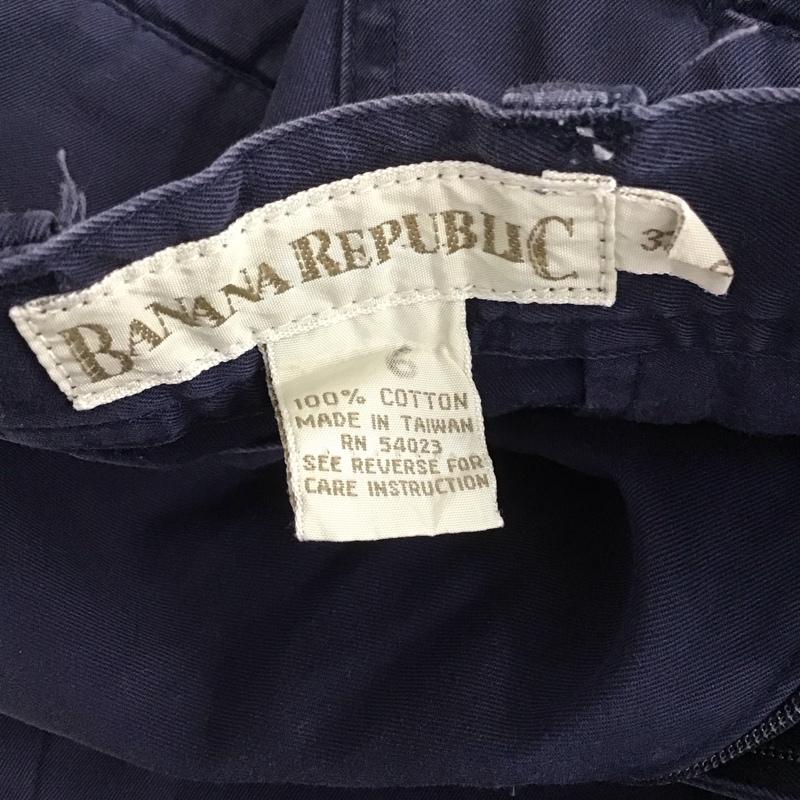 BANANA REPUBLIC
6
100% COTTON
MADE IN TAIWAN
RN 54023
SEE REVERSE FOR
CARE INSTRUCTION